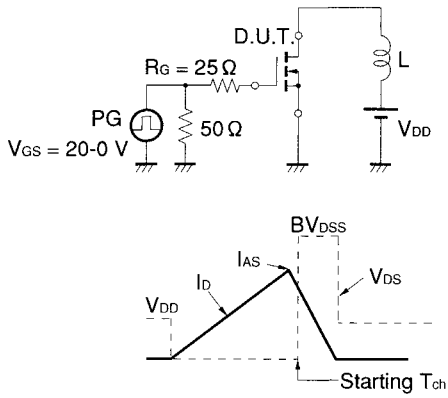 D.U.T.
RG = 25 Ω
L
PG
50 Ω
VDD
VGS = 20-0 V
BVDSS
IAS
ID
VDS
VDD
Starting Tch